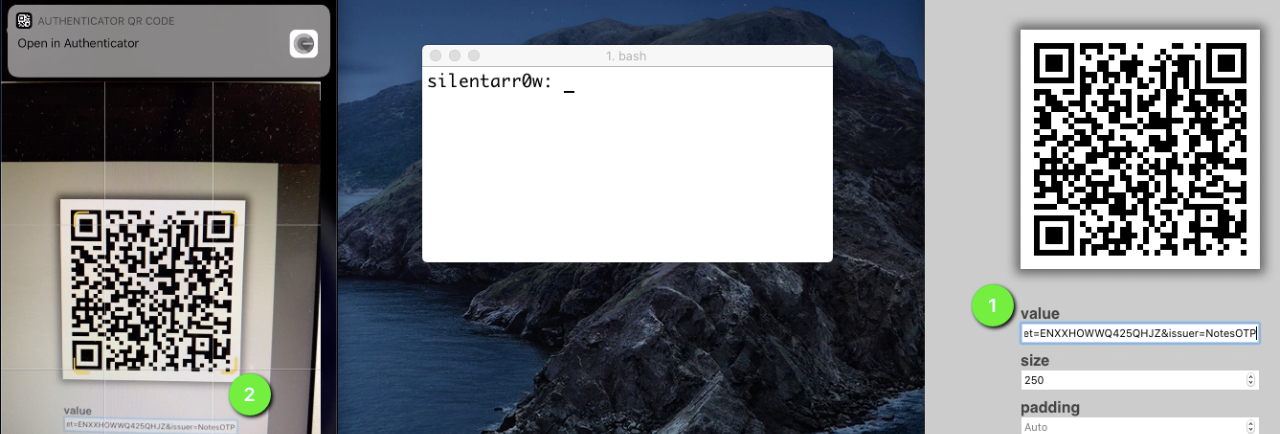 AUTHENTICATOR QR CODE
Open in Authenticator
2
value
et=ENXXHOWWQ425QHJZ&issuer=NotesOTP
1. bash
silentarr0w: _
1
value
et=ENXXHOWWQ425QHJZ&issuer=NotesOTP
size
250
padding
Auto